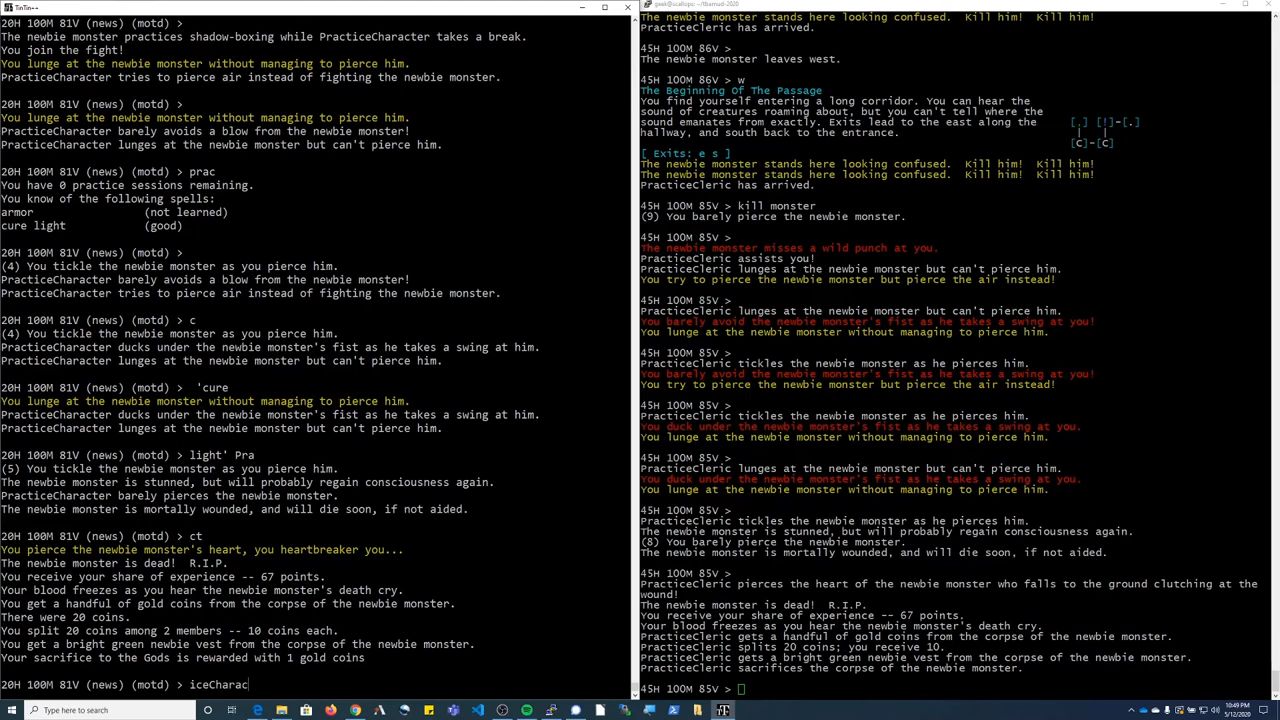 TinTin++
20H 100M 81V (news) (motd) >
The newbie monster practices shadow-boxing while PracticeCharacter takes a break.
You join the fight!
You lunge at the newbie monster without managing to pierce him.
PracticeCharacter tries to pierce air instead of fighting the newbie monster.
20H 100M 81V (news) (motd) >
You lunge at the newbie monster without managing to pierce him.
PracticeCharacter barely avoids a blow from the newbie monster!
PracticeCharacter lunges at the newbie monster but can't pierce him.
20H 100M 81V (news) (motd) > prac
You have 0 practice sessions remaining.
You know of the following spells:
armor (not learned)
cure light (good)
20H 100M 81V (news) (motd) >
(4) You tickle the newbie monster as you pierce him.
PracticeCharacter barely avoids a blow from the newbie monster!
PracticeCharacter tries to pierce air instead of fighting the newbie monster.
20H 100M 81V (news) (motd) > c
(4) You tickle the newbie monster as you pierce him.
PracticeCharacter ducks under the newbie monster's fist as he takes a swing at him.
PracticeCharacter lunges at the newbie monster but can't pierce him.
20H 100M 81V (news) (motd) > 'cure
You lunge at the newbie monster without managing to pierce him.
PracticeCharacter ducks under the newbie monster's fist as he takes a swing at him.
PracticeCharacter lunges at the newbie monster but can't pierce him.
20H 100M 81V (news) (motd) > light' Pra
(5) You tickle the newbie monster as you pierce him.
The newbie monster is stunned, but will probably regain consciousness again.
PracticeCharacter barely pierces the newbie monster.
The newbie monster is mortally wounded, and will die soon, if not aided.
20H 100M 81V (news) (motd) > ct
You pierce the newbie monster's heart, you heartbreaker you...
The newbie monster is dead! R.I.P.
You receive your share of experience -- 67 points.
Your blood freezes as you hear the newbie monster's death cry.
You get a handful of gold coins from the corpse of the newbie monster.
There were 20 coins.
You split 20 coins among 2 members -- 10 coins each.
You get a bright green newbie vest from the corpse of the newbie monster.
Your sacrifice to the Gods is rewarded with 1 gold coins
20H 100M 81V (news) (motd) > iceCharac
The newbie monster stands here looking confused. Kill him! Kill him!
PracticeCleric has arrived.
45H 100M 86V >
The newbie monster leaves west.
45H 100M 86V > w
The Beginning Of The Passage
You find yourself entering a long corridor. You can hear the
sound of creatures roaming about, but you can't tell where the
sound emanates from exactly. Exits lead to the east along the
hallway, and south back to the entrance.
[.] [!]-[.]
| |
[C]-[C]
[ Exits: e s ]
The newbie monster stands here looking confused. Kill him! Kill him!
The newbie monster stands here looking confused. Kill him! Kill him!
PracticeCleric has arrived.
45H 100M 85V > kill monster
(9) You barely pierce the newbie monster.
45H 100M 85V >
The newbie monster misses a wild punch at you.
PracticeCleric assists you!
PracticeCleric lunges at the newbie monster but can't pierce him.
You try to pierce the newbie monster but pierce the air instead!
45H 100M 85V >
PracticeCleric lunges at the newbie monster but can't pierce him.
You barely avoid the newbie monster's fist as he takes a swing at you!
You lunge at the newbie monster without managing to pierce him.
45H 100M 85V >
PracticeCleric tickles the newbie monster as he pierces him.
You barely avoid the newbie monster's fist as he takes a swing at you!
You try to pierce the newbie monster but pierce the air instead!
45H 100M 85V >
PracticeCleric tickles the newbie monster as he pierces him.
You duck under the newbie monster's fist as he takes a swing at you.
You lunge at the newbie monster without managing to pierce him.
45H 100M 85V >
PracticeCleric lunges at the newbie monster but can't pierce him.
You duck under the newbie monster's fist as he takes a swing at you.
You lunge at the newbie monster without managing to pierce him.
45H 100M 85V >
PracticeCleric tickles the newbie monster as he pierces him.
The newbie monster is stunned, but will probably regain consciousness again.
(8) You barely pierce the newbie monster.
The newbie monster is mortally wounded, and will die soon, if not aided.
45H 100M 85V >
PracticeCleric pierces the heart of the newbie monster who falls to the ground clutching at the
wound!
The newbie monster is dead! R.I.P.
You receive your share of experience -- 67 points.
Your blood freezes as you hear the newbie monster's death cry.
PracticeCleric gets a handful of gold coins from the corpse of the newbie monster.
PracticeCleric splits 20 coins; you receive 10.
PracticeCleric gets a bright green newbie vest from the corpse of the newbie monster.
PracticeCleric sacrifices the corpse of the newbie monster.
45H 100M 85V >
Type here to search
10:49 PM
5/12/2020